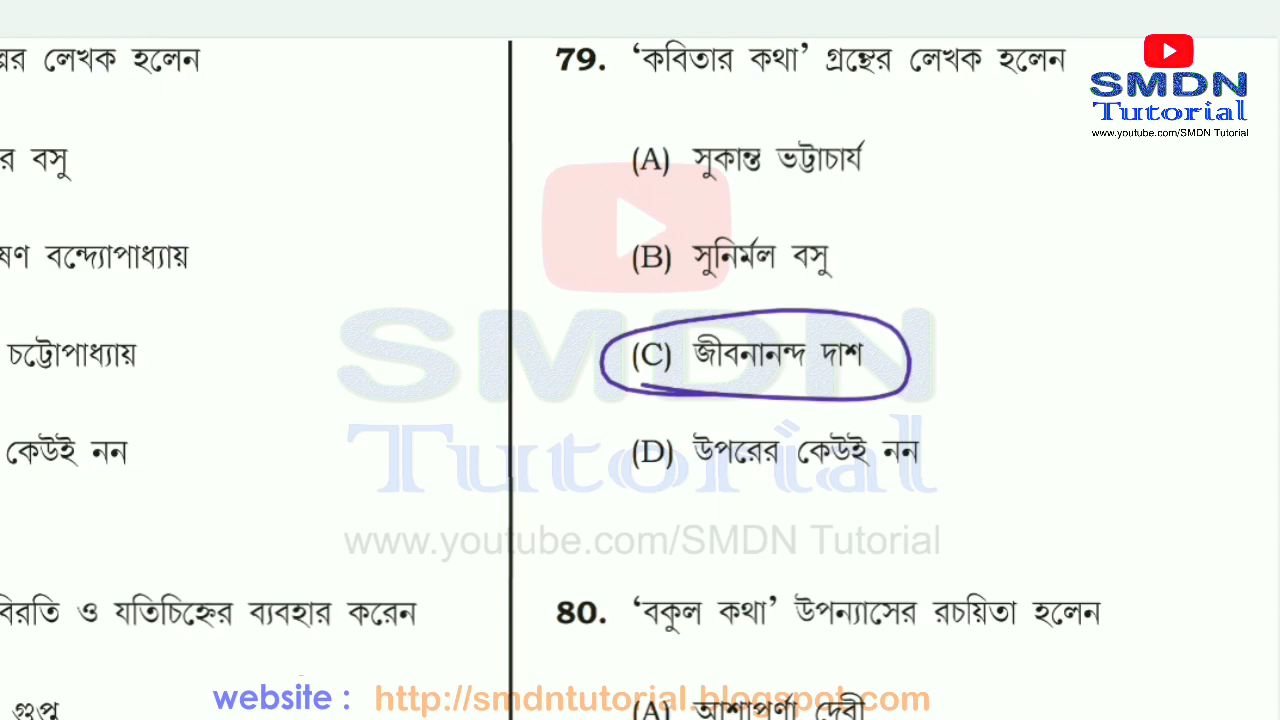 ের লেখক হলেন
র বসু
ষণ বন্দ্যোপাধ্যায়
চট্টোপাধ্যায়
কেউই নন
বিরতি ও যতিচিহ্নের ব্যবহার করেন
গুপ্ত
79. ‘কবিতার কথা’ গ্রন্থের লেখক হলেন
(A) সুকান্ত ভট্টাচার্য
(B) সুনির্মল বসু
(C) জীবনানন্দ দাশ
(D) উপরের কেউই নন
80. ‘বকুল কথা’ উপন্যাসের রচয়িতা হলেন
(A) আশাপূর্ণা দেবী
SMDN
Tutorial
www.youtube.com/SMDN Tutorial
SMDN
Tutorial
www.youtube.com/SMDN Tutorial
website : http://smdntutorial.blogspot.com